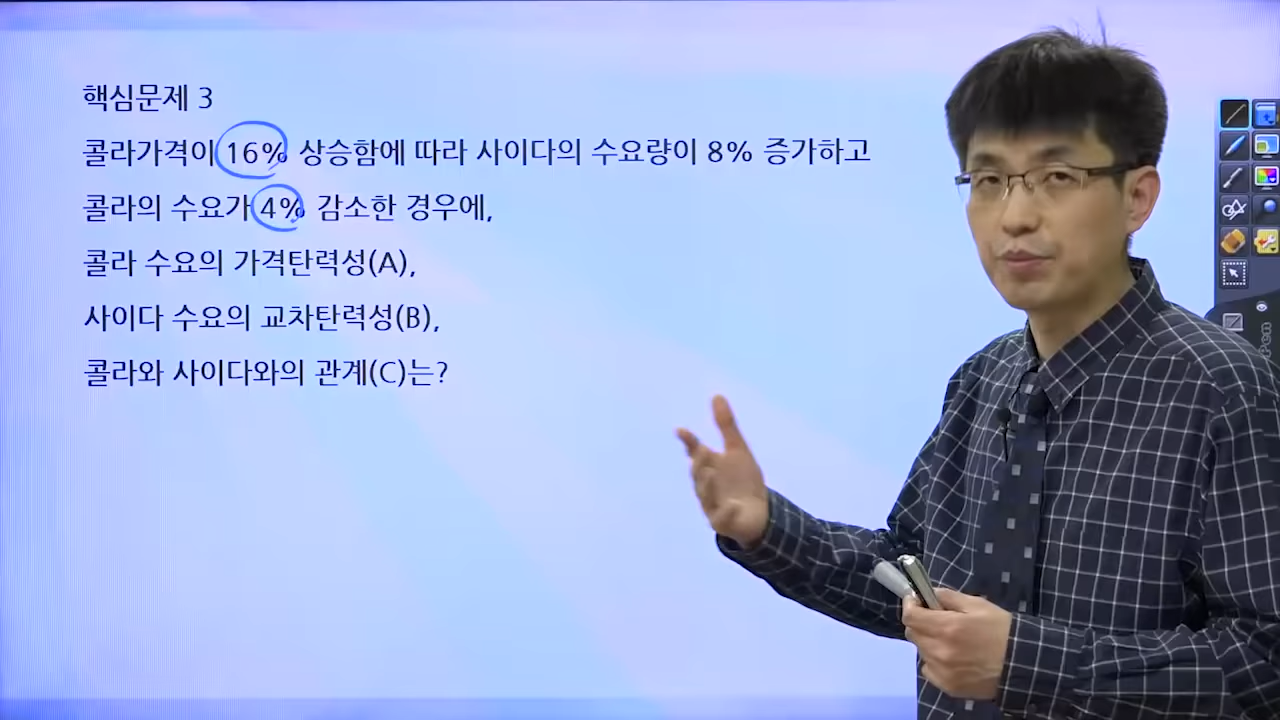 핵심문제 3
콜라가격이 16% 상승함에 따라 사이다의 수요량이 8% 증가하고
콜라의 수요가 4% 감소한 경우에,
콜라 수요의 가격탄력성(A),
사이다 수요의 교차탄력성(B),
콜라와 사이다와의 관계(C)는?